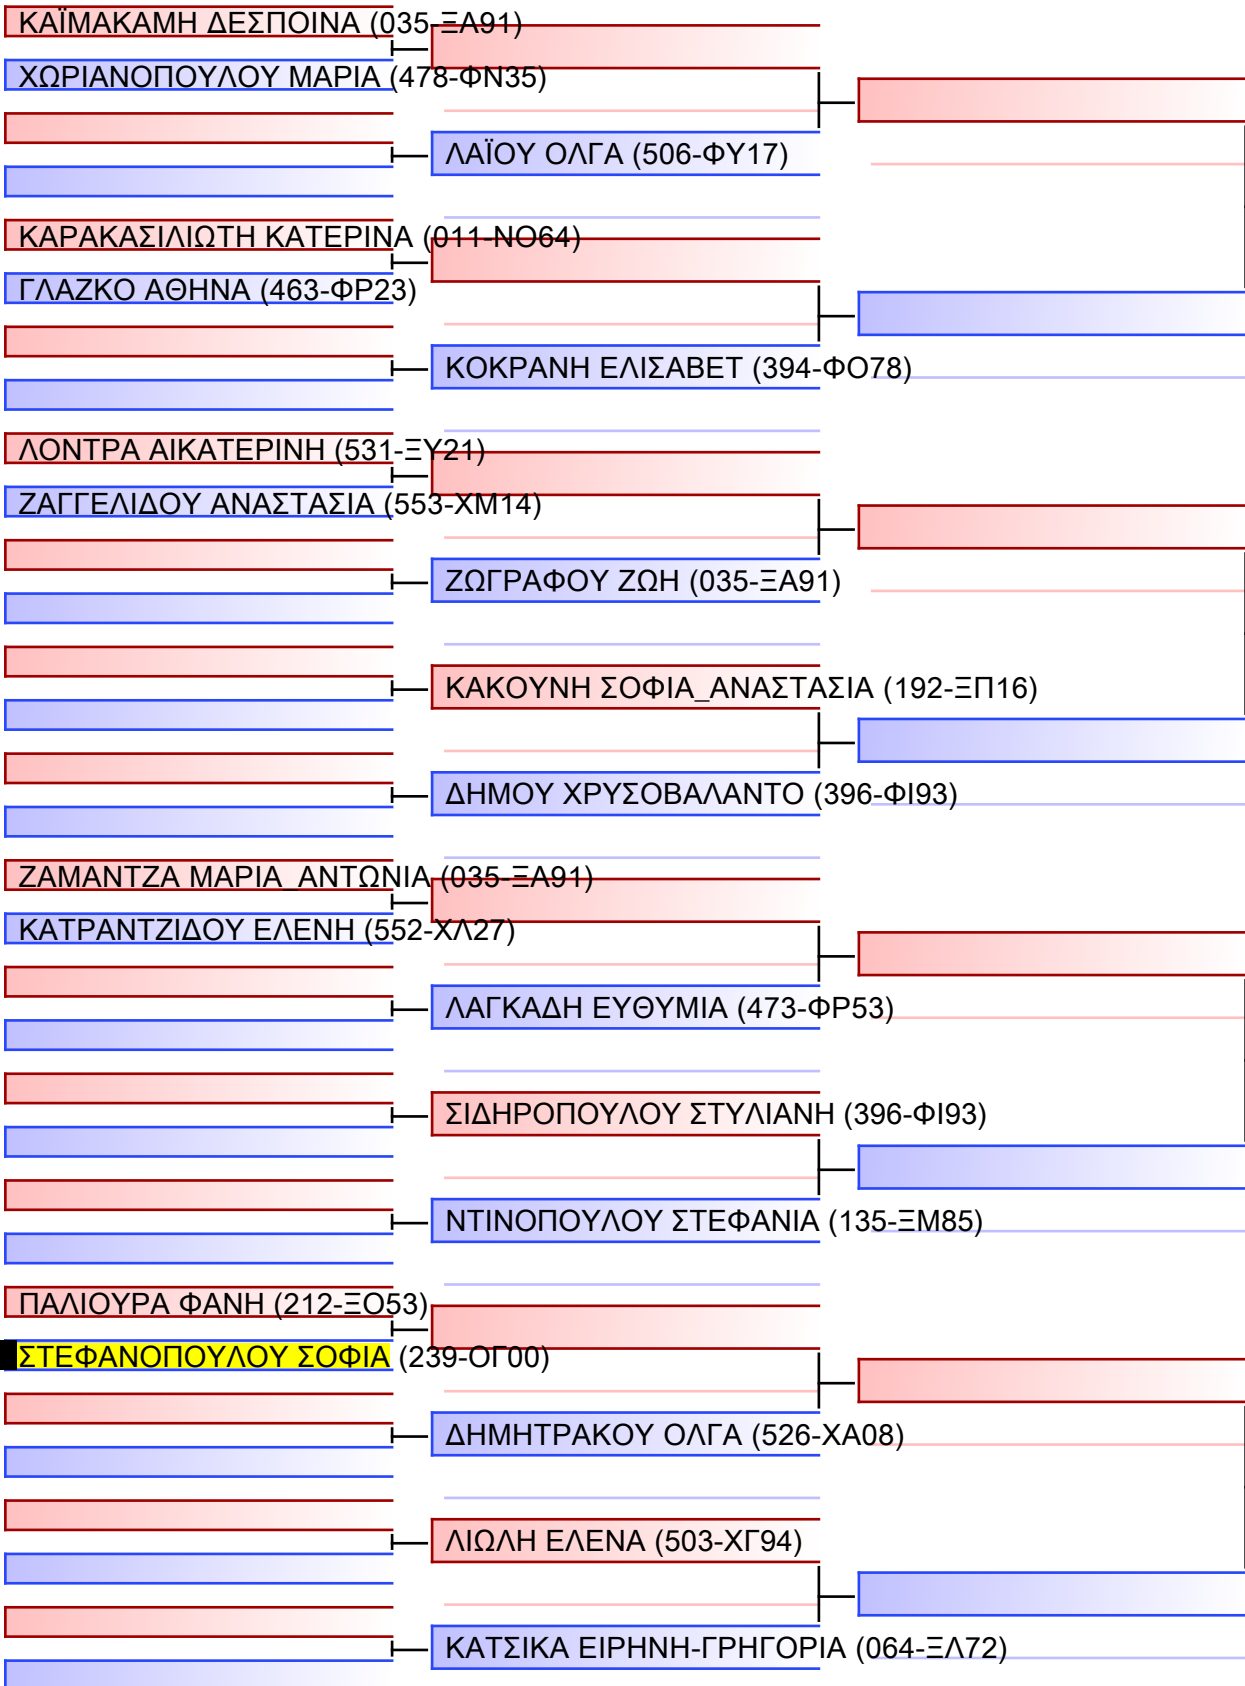 ΚΑΪΜΑΚΑΜΗ ΔΕΣΠΟΙΝΑ (035-ΞΑ91)
ΧΩΡΙΑΝΟΠΟΥΛΟΥ ΜΑΡΙΑ (478-ΦΝ35)
ΛΑΪΟΥ ΟΛΓΑ (506-ΦΥ17)
ΚΑΡΑΚΑΣΙΛΙΩΤΗ ΚΑΤΕΡΙΝΑ (011-ΝΟ64)
ΓΛΑΖΚΟ ΑΘΗΝΑ (463-ΦΡ23)
ΚΟΚΡΑΝΗ ΕΛΙΣΑΒΕΤ (394-ΦΟ78)
ΛΟΝΤΡΑ ΑΙΚΑΤΕΡΙΝΗ (531-ΞΥ21)
ΖΑΓΓΕΛΙΔΟΥ ΑΝΑΣΤΑΣΙΑ (553-ΧΜ14)
ΖΩΓΡΑΦΟΥ ΖΩΗ (035-ΞΑ91)
ΚΑΚΟΥΝΗ ΣΟΦΙΑ_ΑΝΑΣΤΑΣΙΑ (192-ΞΠ16)
ΔΗΜΟΥ ΧΡΥΣΟΒΑΛΑΝΤΟ (396-ΦΙ93)
ΖΑΜΑΝΤΖΑ ΜΑΡΙΑ_ΑΝΤΩΝΙΑ (035-ΞΑ91)
ΚΑΤΡΑΝΤΖΙΔΟΥ ΕΛΕΝΗ (552-ΧΛ27)
ΛΑΓΚΑΔΗ ΕΥΘΥΜΙΑ (473-ΦΡ53)
ΣΙΔΗΡΟΠΟΥΛΟΥ ΣΤΥΛΙΑΝΗ (396-ΦΙ93)
ΝΤΙΝΟΠΟΥΛΟΥ ΣΤΕΦΑΝΙΑ (135-ΞΜ85)
ΠΑΛΙΟΥΡΑ ΦΑΝΗ (212-ΞΟ53)
ΣΤΕΦΑΝΟΠΟΥΛΟΥ ΣΟΦΙΑ (239-ΟΓ00)
ΔΗΜΗΤΡΑΚΟΥ ΟΛΓΑ (526-ΧΑ08)
ΛΙΩΛΗ ΕΛΕΝΑ (503-ΧΓ94)
ΚΑΤΣΙΚΑ ΕΙΡΗΝΗ-ΓΡΗΓΟΡΙΑ (064-ΞΛ72)